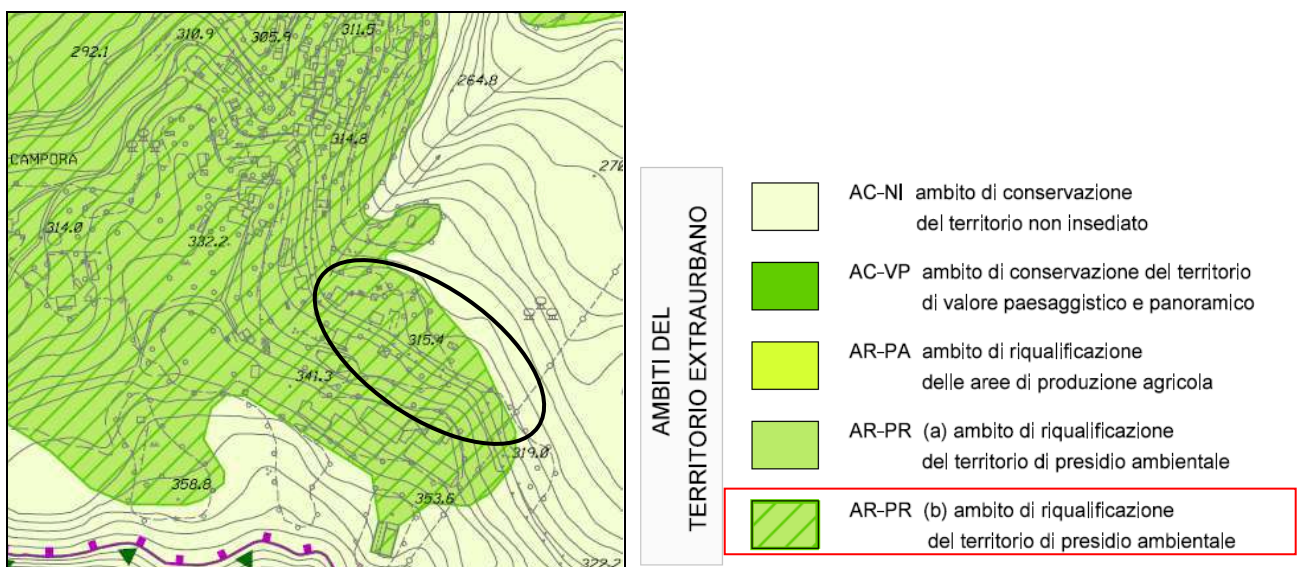 310.9
305.9
311.5
292.1
264.8
314.8
270
CAMPORA
314.0
332.2
315.4
341.3
319.0
358.8
353.6
322.2
AMBITI DEL
TERRITORIO EXTRAURBANO
AC-NI ambito di conservazione
del territorio non insediato
AC-VP ambito di conservazione del territorio
di valore paesaggistico e panoramico
AR-PA ambito di riqualificazione
delle aree di produzione agricola
AR-PR (a) ambito di riqualificazione
del territorio di presidio ambientale
AR-PR (b) ambito di riqualificazione
del territorio di presidio ambientale